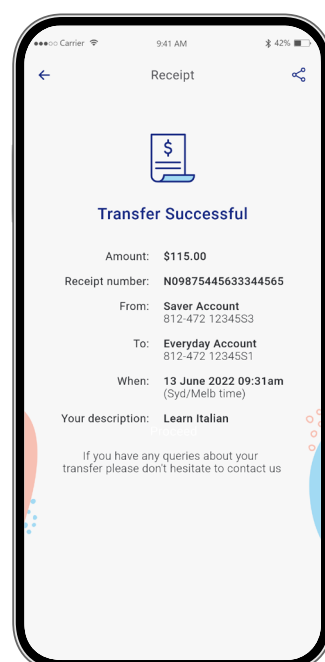 Carrier 9:41 AM 42%
Receipt
$
Transfer Successful
Amount: $115.00
Receipt number: N09875445633344565
From: Saver Account
812-472 12345S3
To: Everyday Account
812-472 12345S1
When: 13 June 2022 09:31am
(Syd/Melb time)
Your description: Learn Italian
If you have any queries about your
transfer please don't hesitate to contact us